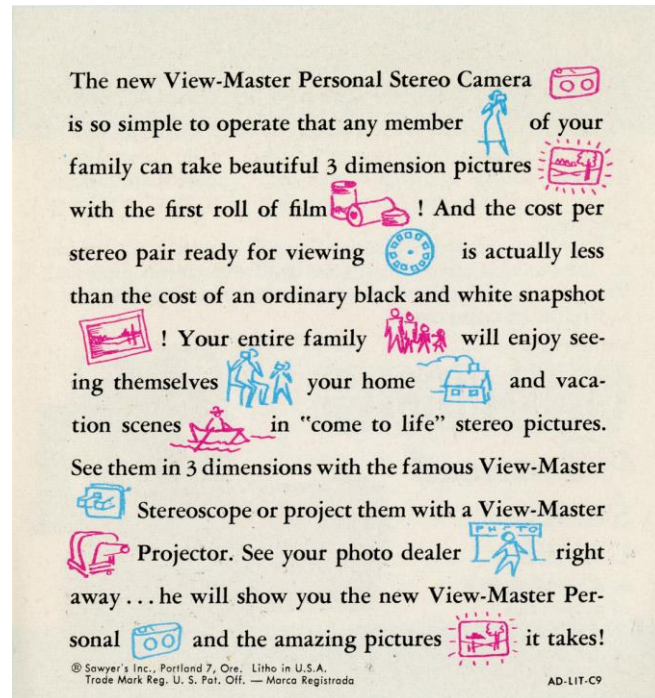 The new View-Master Personal Stereo Camera
is so simple to operate that any member of your
family can take beautiful 3 dimension pictures
with the first roll of film ! And the cost per
stereo pair ready for viewing is actually less
than the cost of an ordinary black and white snapshot
! Your entire family will enjoy see-
ing themselves your home and vaca-
tion scenes in "come to life" stereo pictures.
See them in 3 dimensions with the famous View-Master
Stereoscope or project them with a View-Master
PHOTO
Projector. See your photo dealer right
away ... he will show you the new View-Master Per-
sonal and the amazing pictures it takes!
® Sawyer's Inc., Portland 7, Ore. Litho in U.S.A.
Trade Mark Reg. U. S. Pat. Off. — Marca Registrada
AD-LIT-C9